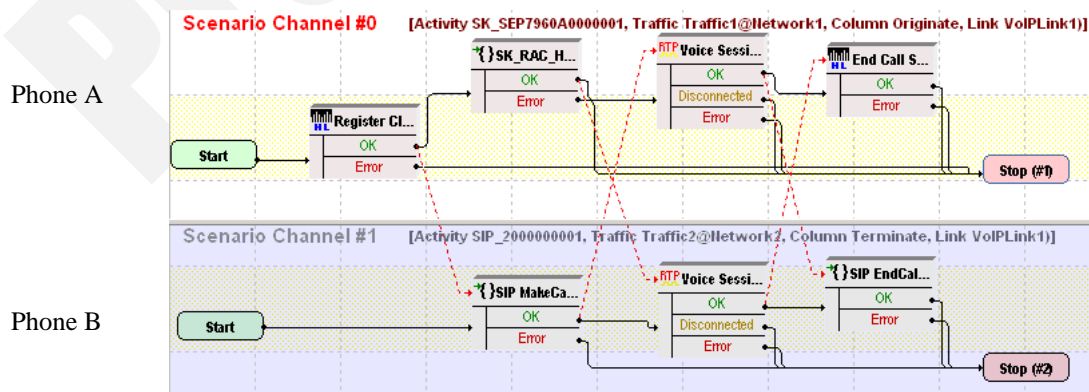 Scenario Channel #0 [Activity SK_SEP7960A0000001, Traffic Traffic1@Network1, Column Originate, Link VoIPLink1)]
Phone A
{}SK_RAC_H...
OK
Error
RTP Voice Sessi...
OK
Disconnected
Error
HL End Call S...
OK
Error
HL Register Cl...
OK
Error
Start
Stop (#1)
Scenario Channel #1 [Activity SIP_2000000001, Traffic Traffic2@Network2, Column Terminate, Link VoIPLink1)]
Phone B
{}SIP MakeCa...
OK
Error
RTP Voice Sessi...
OK
Disconnected
Error
{}SIP EndCal...
OK
Error
Start
Stop (#2)